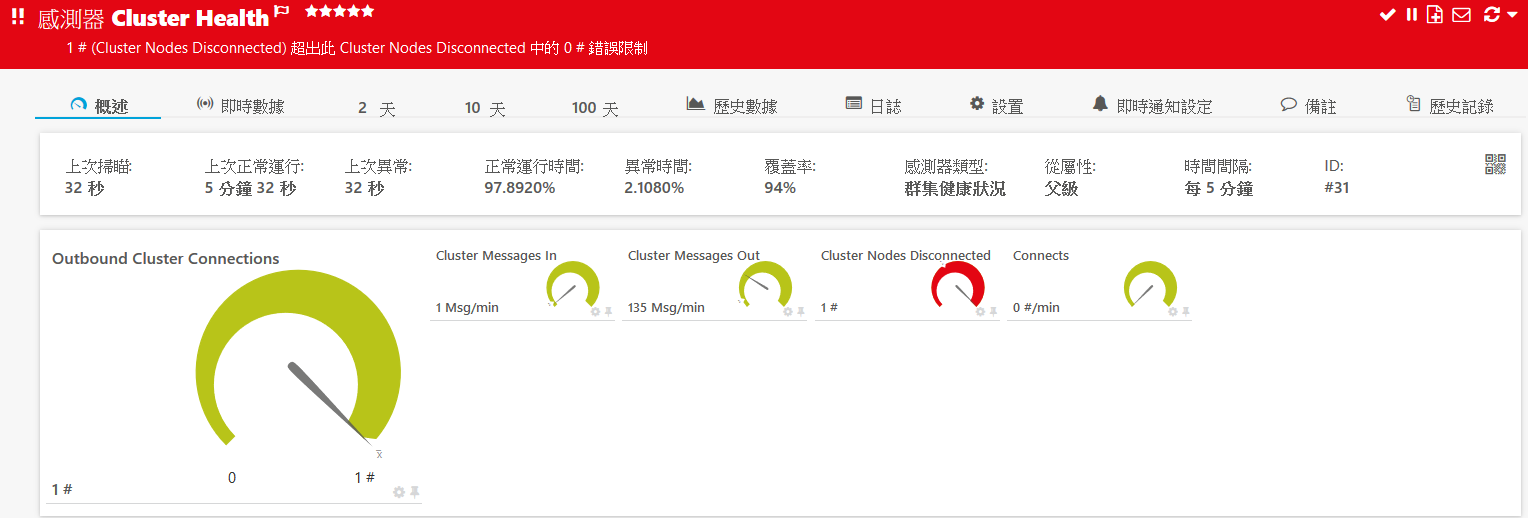 !! 感測器 Cluster Health
1 # (Cluster Nodes Disconnected) 超出此 Cluster Nodes Disconnected 中的 0 # 錯誤限制
概述 即時數據 2 天 10 天 100 天 歷史數據 日誌 設置 即時通知設定 備註 歷史記錄
上次掃瞄: 上次正常運行: 上次異常: 正常運行時間: 異常時間: 覆蓋率: 感測器類型: 從屬性: 時間間隔: ID:
32 秒 5 分鐘 32 秒 32 秒 97.8920% 2.1080% 94% 群集健康狀況 父級 每 5 分鐘 #31
Outbound Cluster Connections
0 1 #
1 #
Cluster Messages In
1 Msg/min
Cluster Messages Out
135 Msg/min
Cluster Nodes Disconnected
1 #
Connects
0 #/min